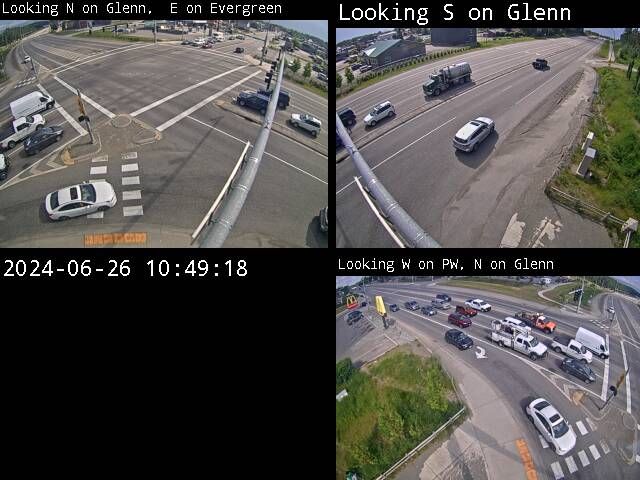 Looking N on Glenn,  E on Evergreen
Looking S on Glenn
2024-06-26 10:49:18
Looking W on PW, N on Glenn